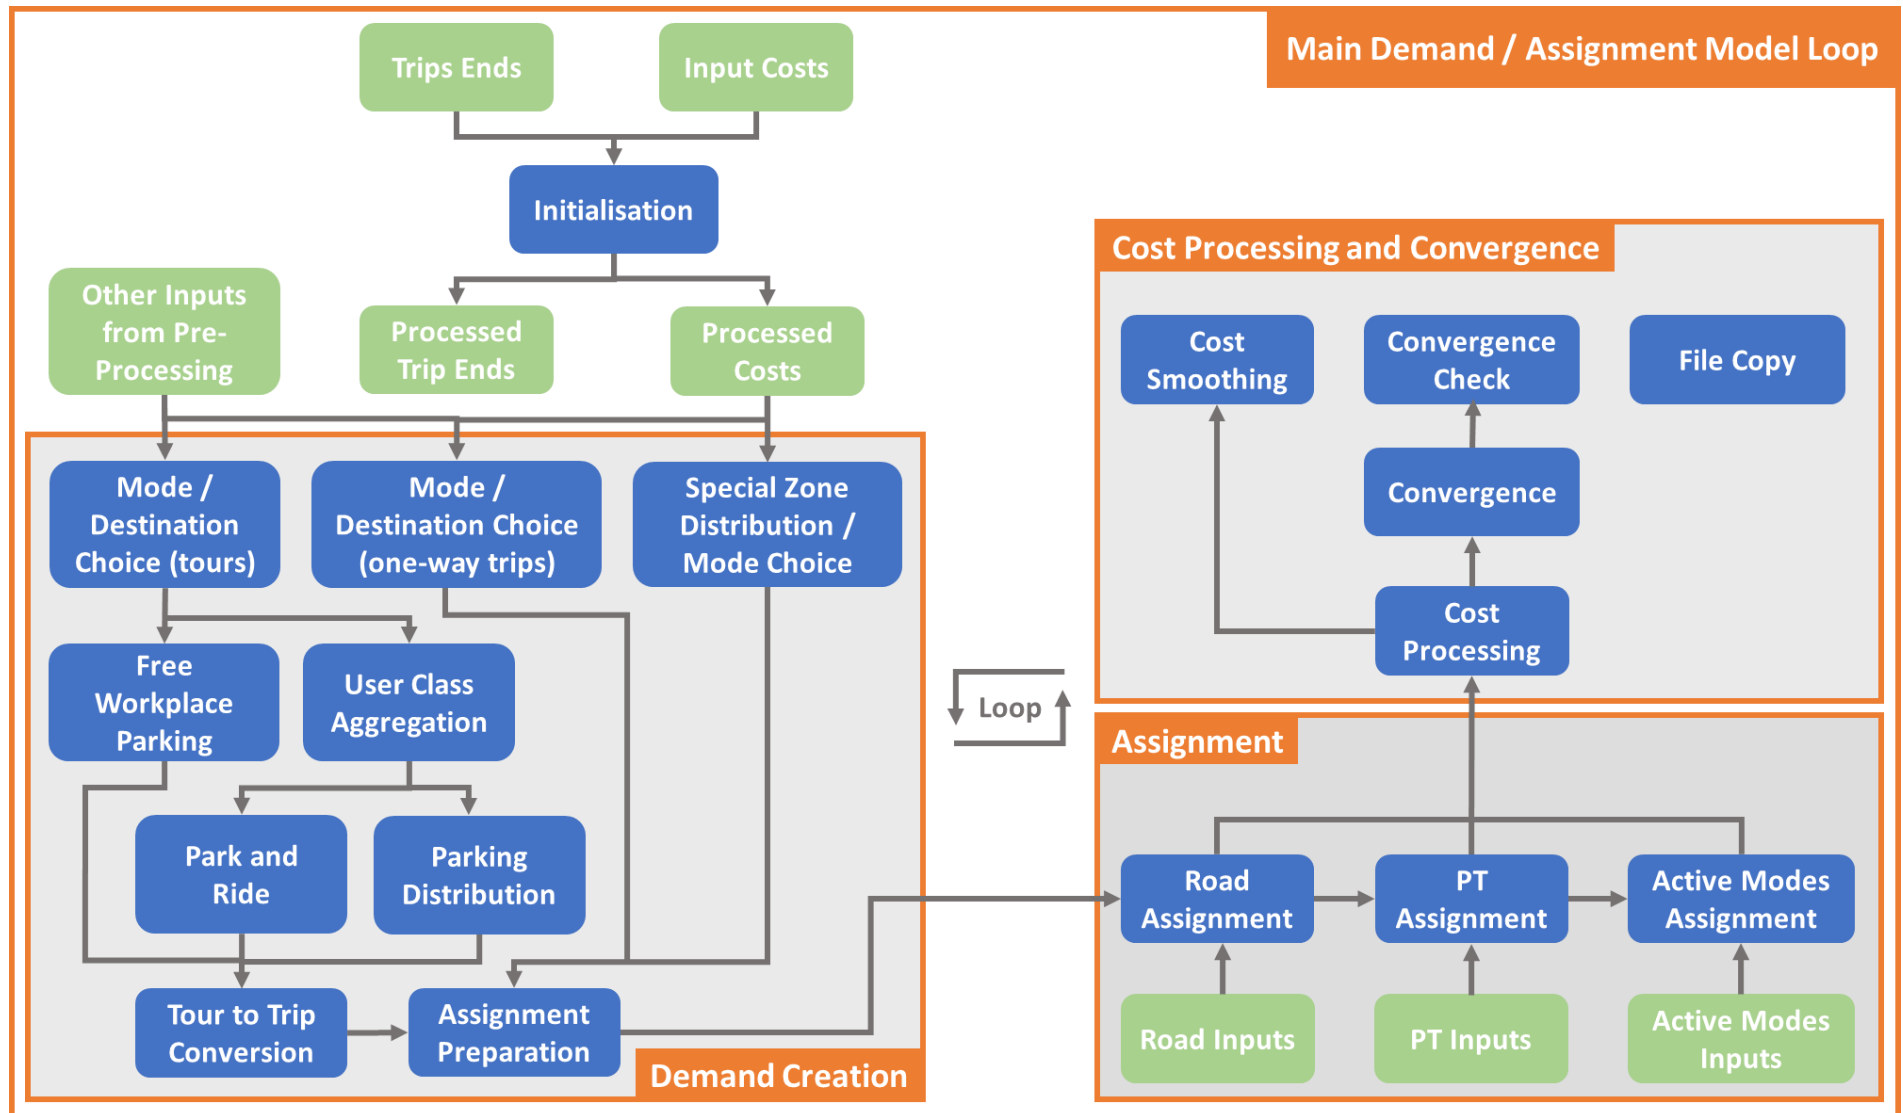 Main Demand / Assignment Model Loop
Trips Ends
Input Costs
Initialisation
Other Inputs
from Pre-
Processing
Processed
Trip Ends
Processed
Costs
Mode /
Destination
Choice (tours)
Mode /
Destination Choice
(one-way trips)
Special Zone
Distribution /
Mode Choice
Free
Workplace
Parking
User Class
Aggregation
Park and
Ride
Parking
Distribution
Tour to Trip
Conversion
Assignment
Preparation
Demand Creation
Loop
Cost Processing and Convergence
Cost
Smoothing
Convergence
Check
File Copy
Convergence
Cost
Processing
Assignment
Road
Assignment
PT
Assignment
Active Modes
Assignment
Road Inputs
PT Inputs
Active Modes
Inputs